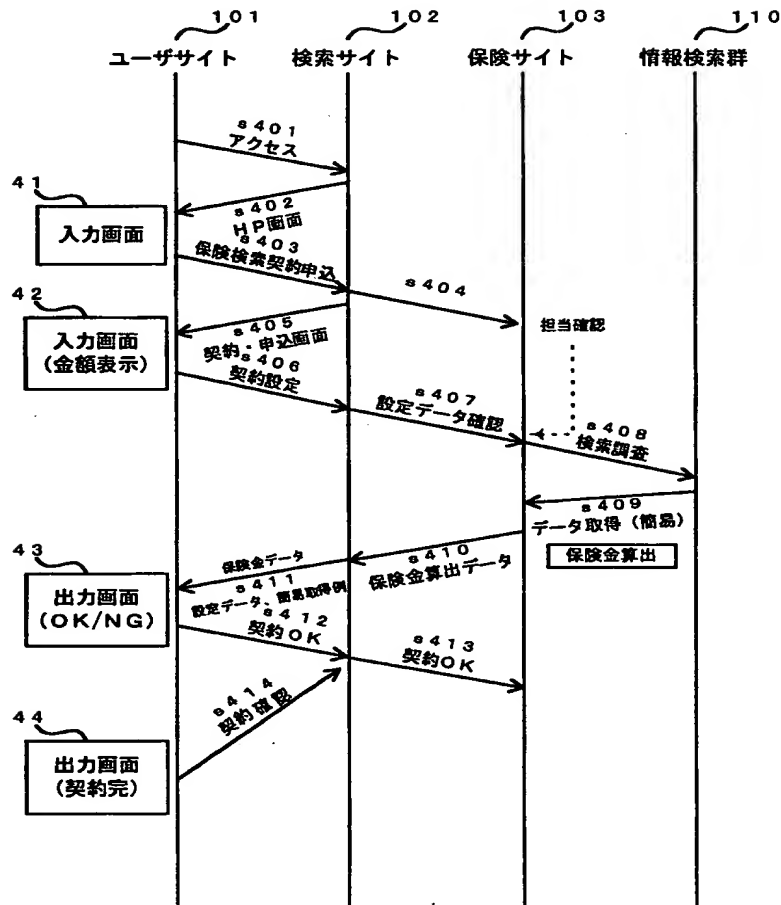 101
102
103
110
ユーザサイト
検索サイト
保険サイト
情報検索群
s401
アクセス
41
入力画面
s402
HP画面
s403
保険検索契約申込
s404
42
入力画面
(金額表示)
s405
契約・申込画面
s406
契約設定
担当確認
s407
設定データ確認
s408
検索調査
s409
データ取得(簡易)
保険金算出
s410
保険金算出データ
43
出力画面
(OK/NG)
保険金データ
s411
設定データ、簡易取得例
s412
契約OK
s413
契約OK
s414
契約確認
44
出力画面
(契約完)